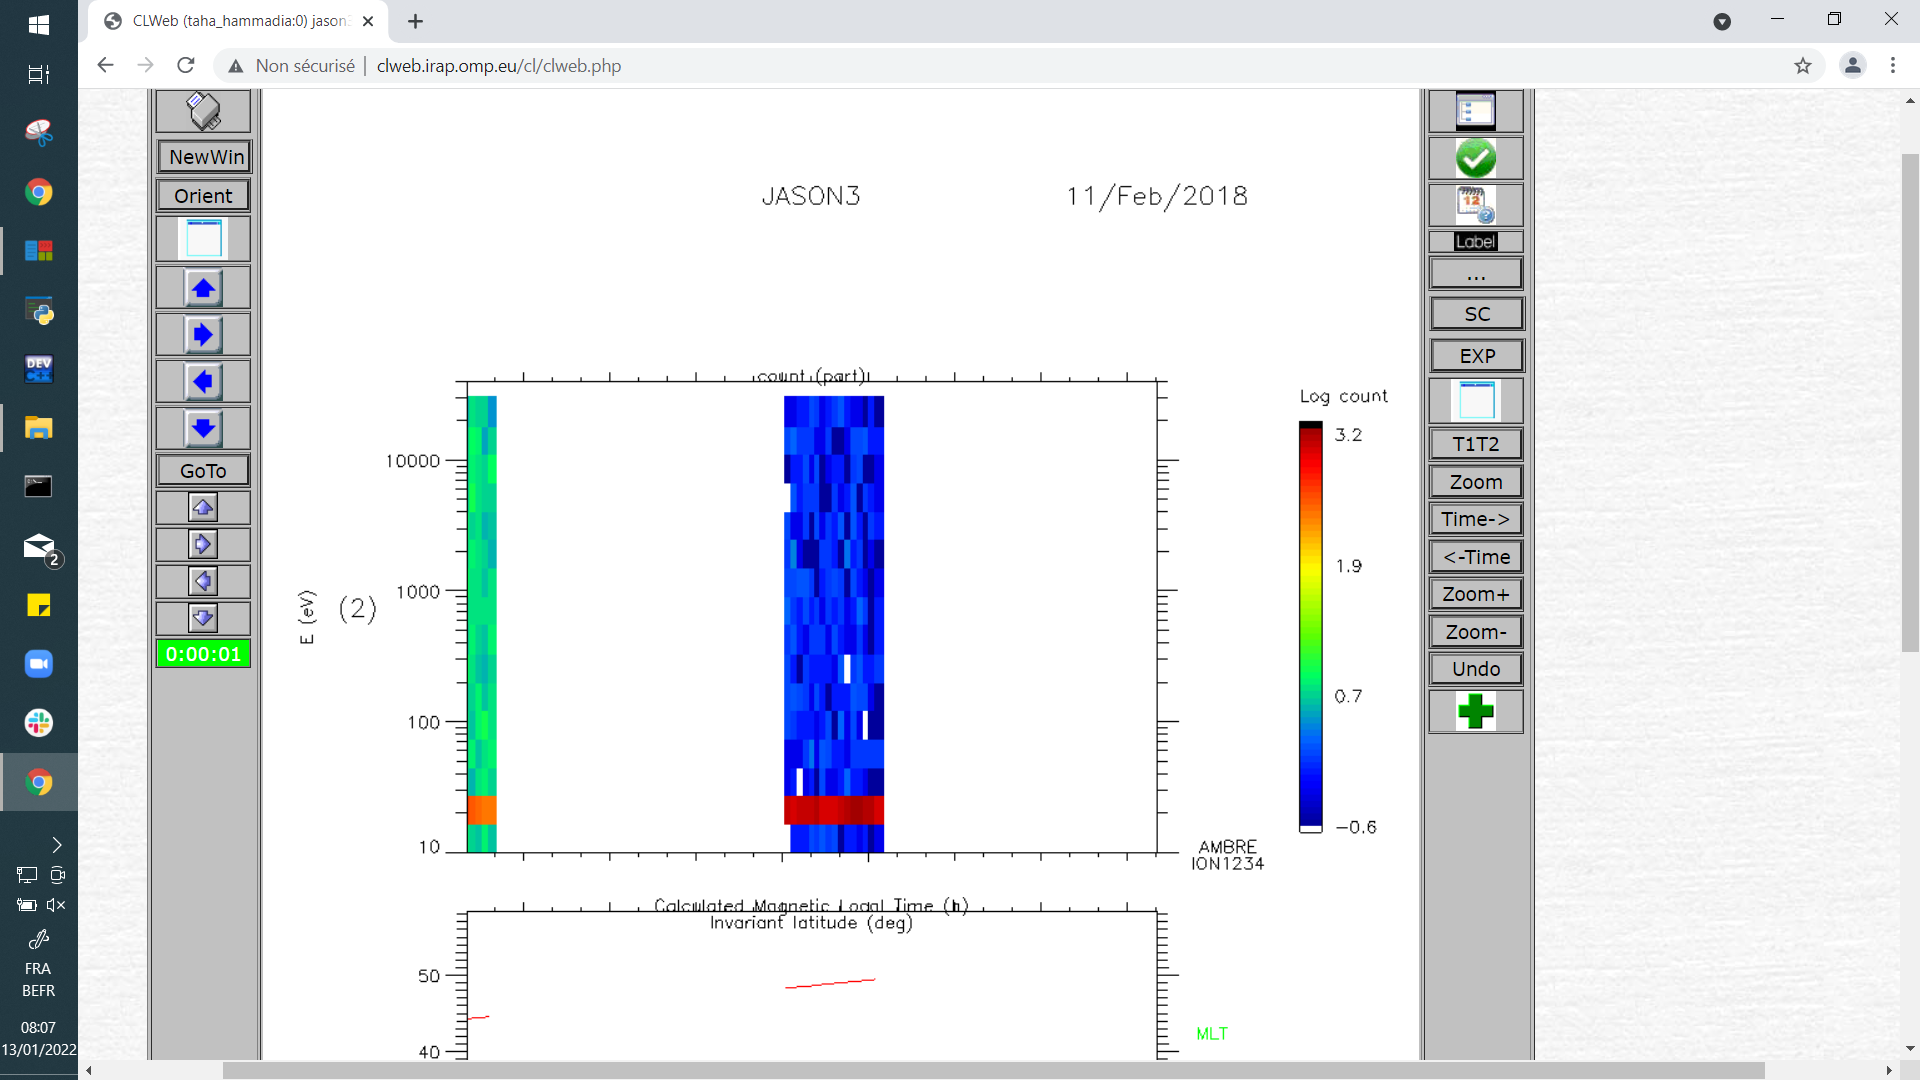 CLWeb (taha_hammadia:0) jason3
Non sécurisé
clweb.irap.omp.eu/cl/clweb.php
NewWin
Orient
GoTo
0:00:01
JASON3
11/Feb/2018
count (part)
Log count
3.2
1.9
0.7
−0.6
E (eV)
(2)
10000
1000
100
10
AMBRE
ION1234
Calculated Magnetic Local Time (h)
Invariant latitude (deg)
50
40
MLT
12
Label
...
SC
EXP
T1T2
Zoom
Time->
<-Time
Zoom+
Zoom-
Undo
DEV
C++
2
FRA
BEFR
08:07
13/01/2022